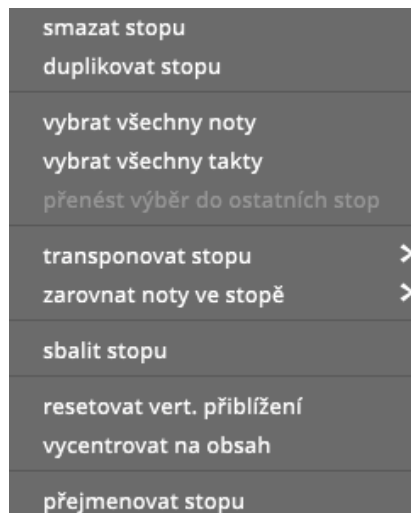 smazat stopu
duplikovat stopu
vybrat všechny noty
vybrat všechny takty
přenést výběr do ostatních stop
transponovat stopu
zarovnat noty ve stopě
sbalit stopu
resetovat vert. přiblížení
vycentrovat na obsah
přejmenovat stopu